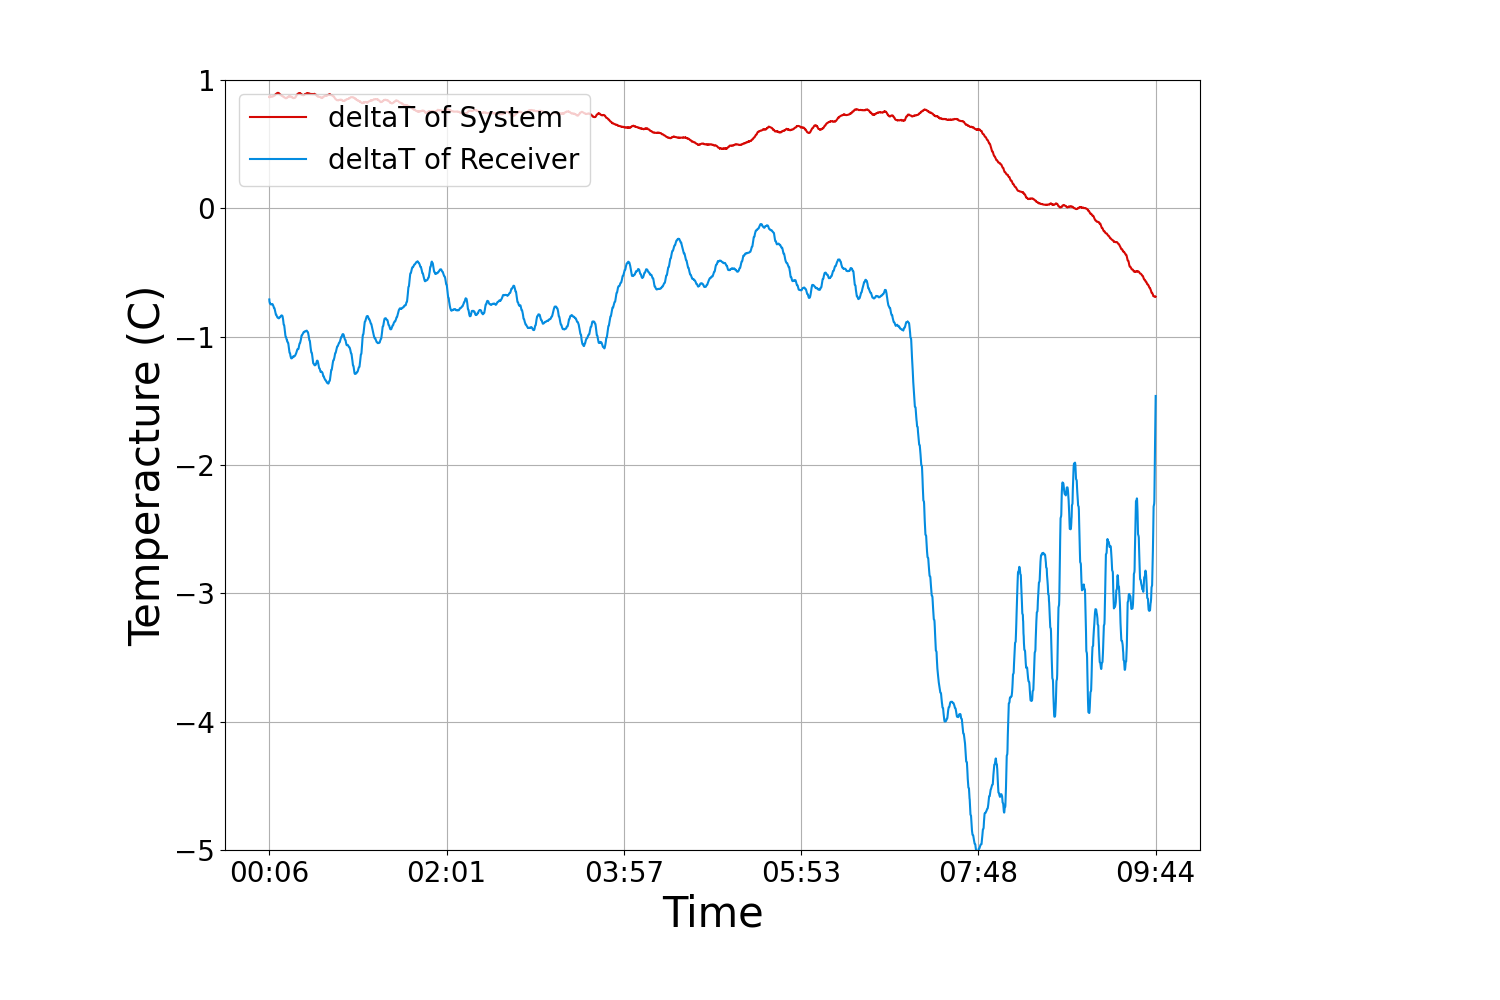 1
deltaT of System
deltaT of Receiver
0
−1
−2
−3
−4
−5
Temperacture (C)
00:06 02:01 03:57 05:53 07:48 09:44
Time